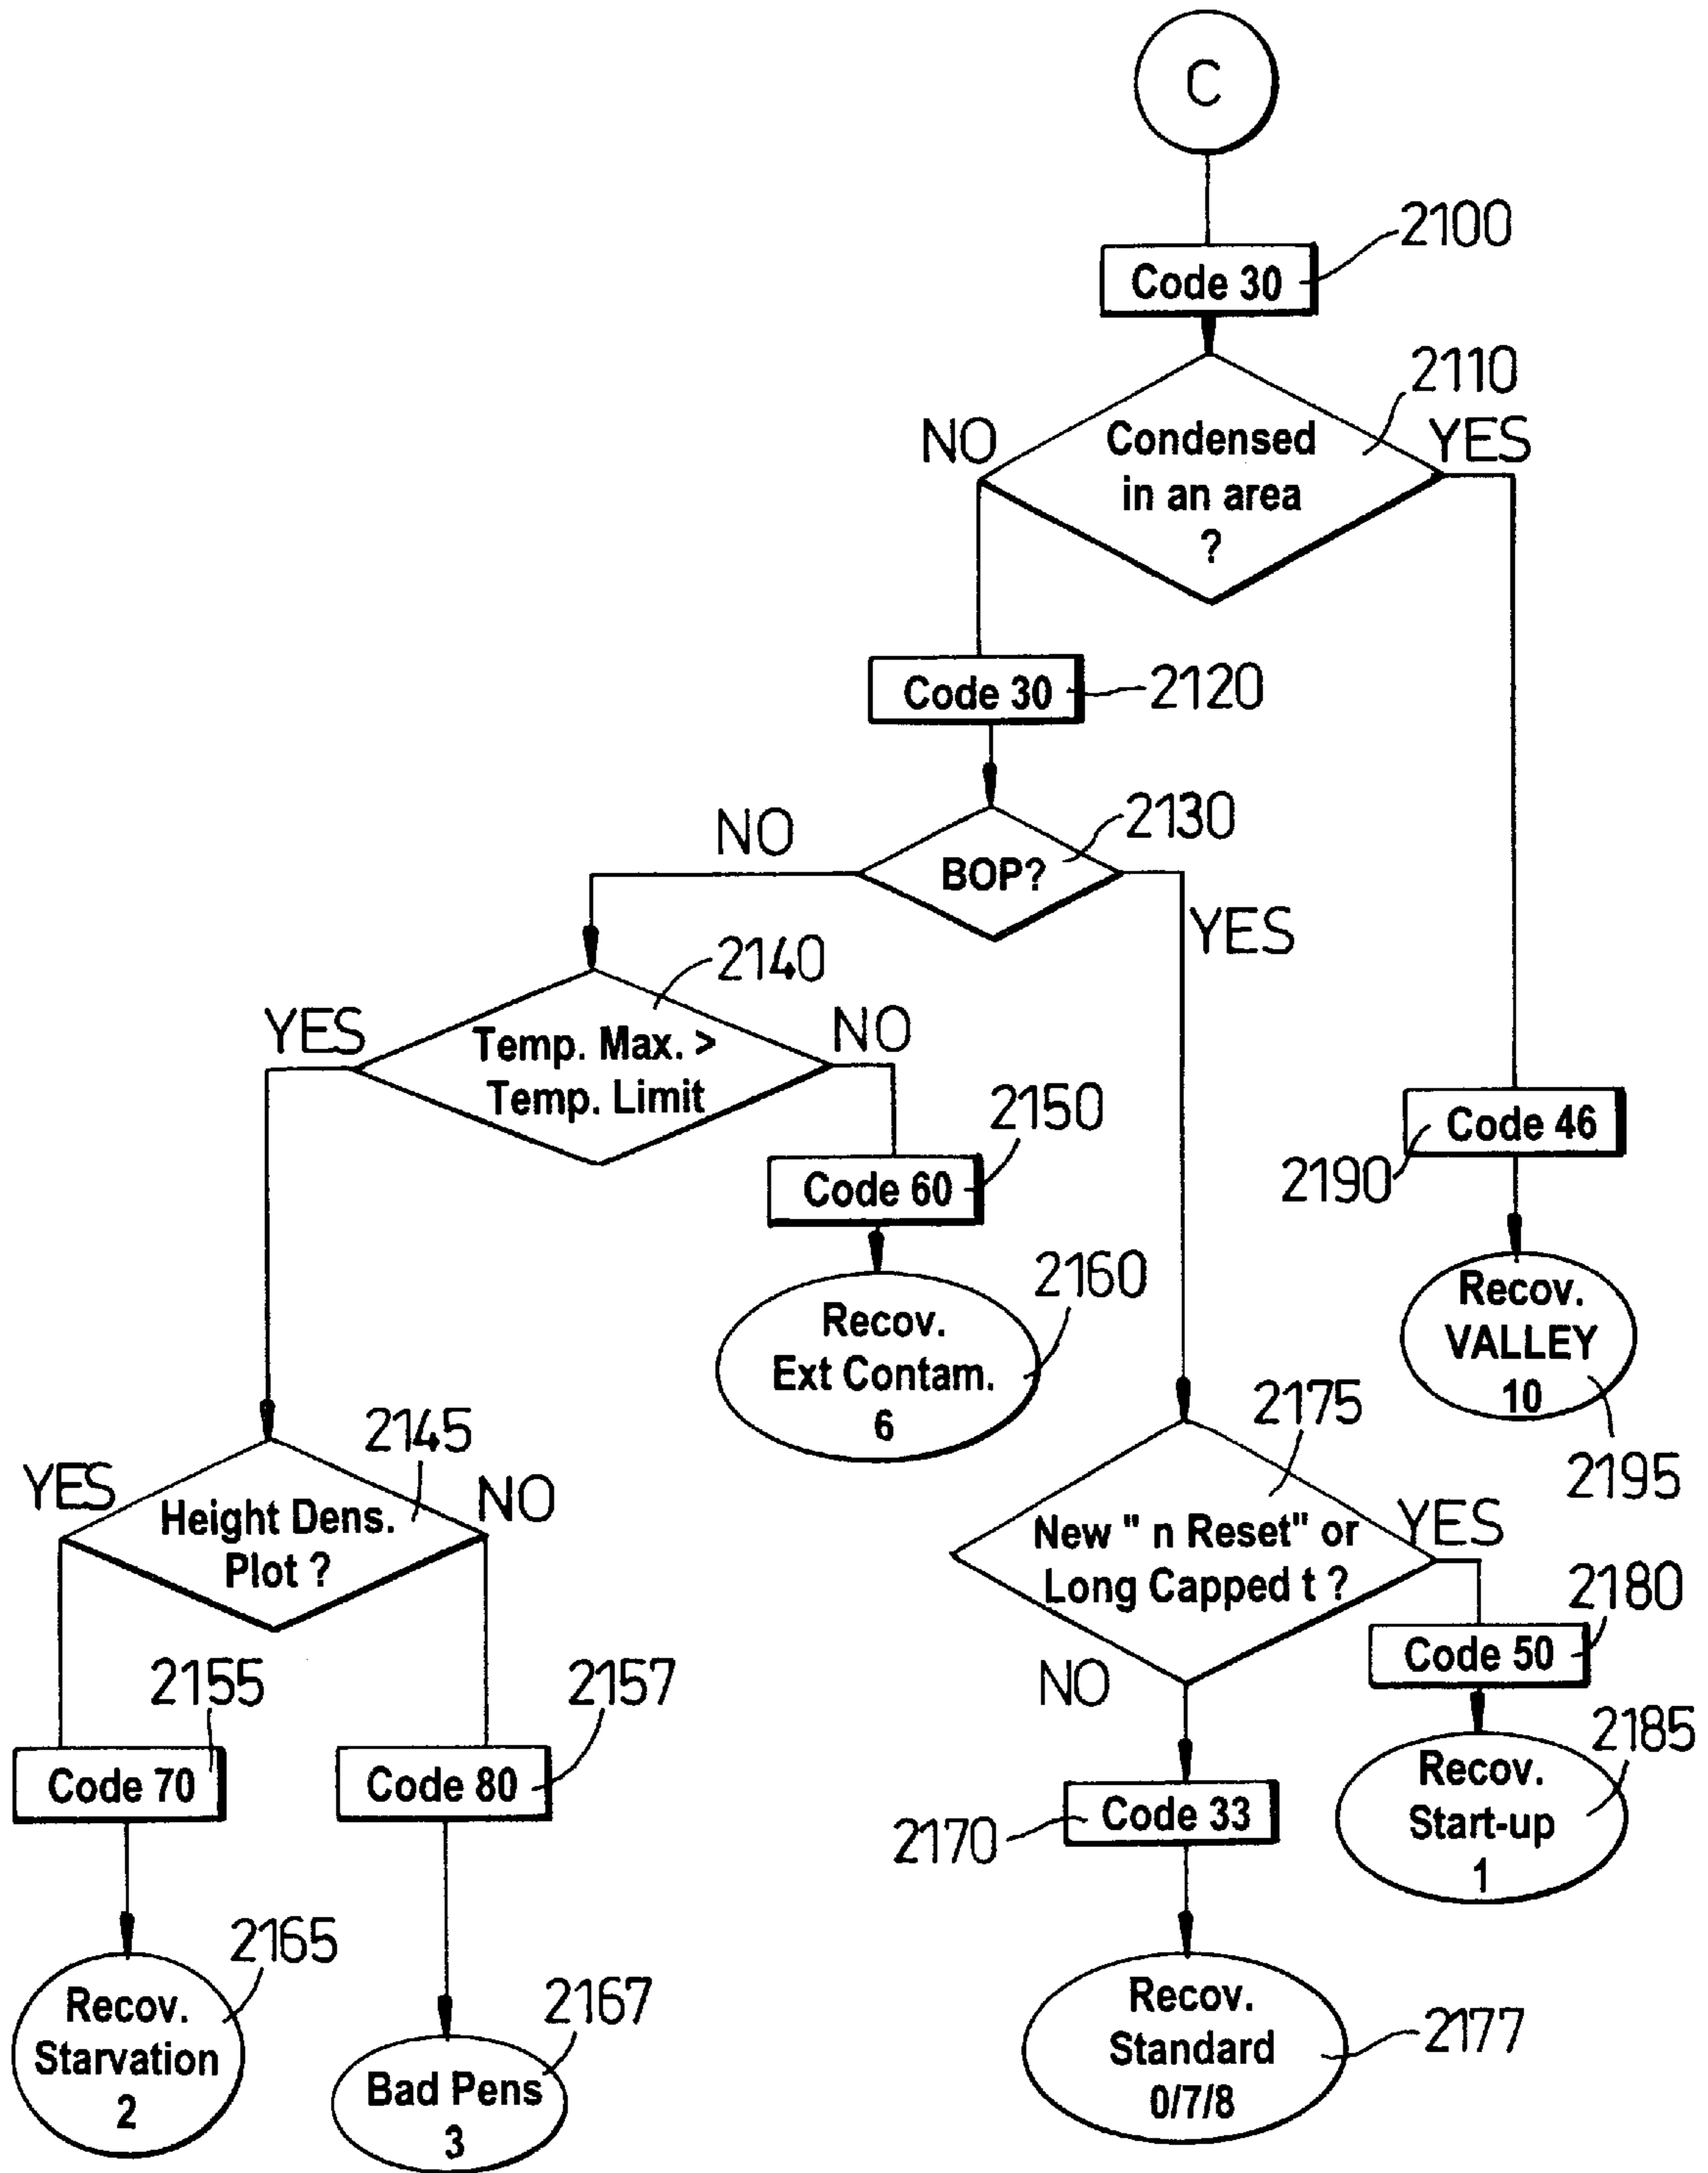 C
2100
Code 30
2110
NO
YES
Condensed
in an area
?
Code 30
2120
NO
2130
BOP?
YES
2140
YES
NO
Temp. Max. >
Temp. Limit
2150
Code 60
2190
Code 46
2160
Recov.
Ext Contam.
6
Recov.
VALLEY
10
2195
2145
YES
NO
Height Dens.
Plot ?
2175
New " n Reset" or
Long Capped t ?
YES
NO
2180
Code 50
2155
Code 70
2157
Code 80
2170
Code 33
2185
Recov.
Start-up
1
2165
Recov.
Starvation
2
2167
Bad Pens
3
Recov.
Standard
0/7/8
2177